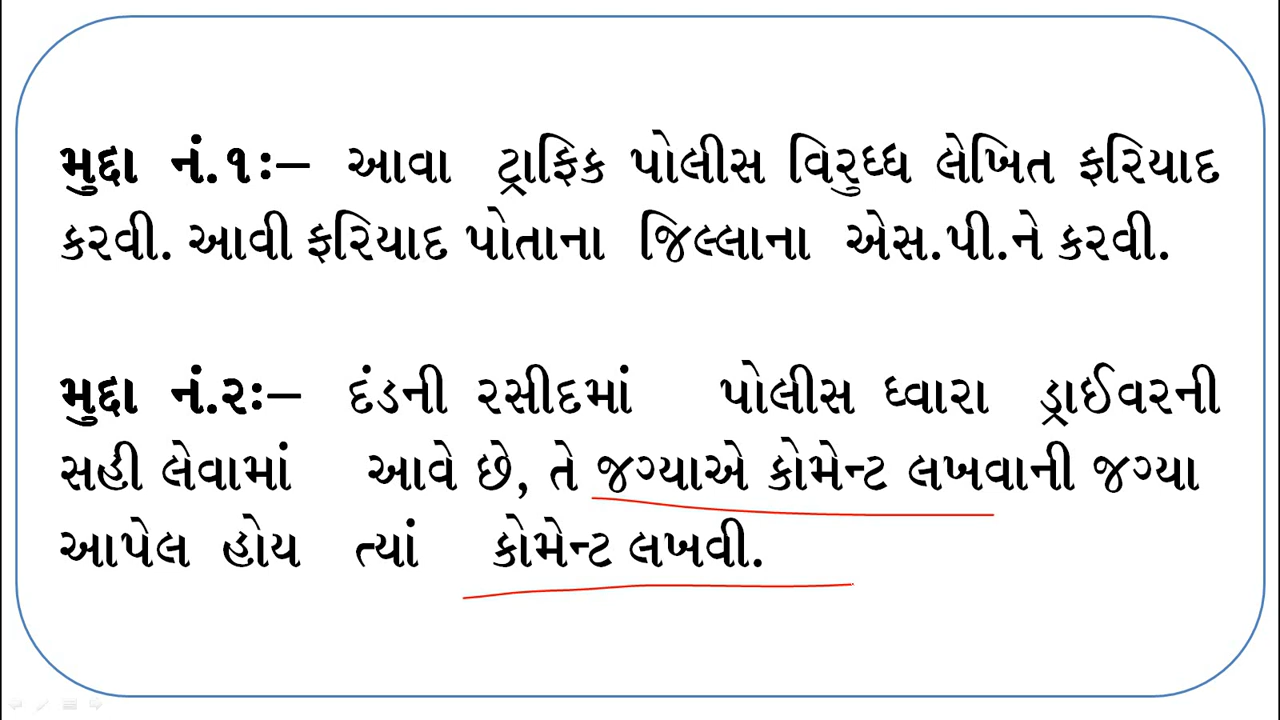 મુદ્દા નં.૧ઃ– આવા ટ્રાફિક પોલીસ વિરુધ્ધ લેખિત ફરિયાદ
કરવી. આવી ફરિયાદ પોતાના જિલ્લાના એસ.પી.ને કરવી.
મુદ્દા નં.૨ઃ– દંડની રસીદમાં પોલીસ ધ્વારા ડ્રાઈવરની
સહી લેવામાં આવે છે, તે જગ્યાએ કોમેન્ટ લખવાની જગ્યા
આપેલ હોય ત્યાં કોમેન્ટ લખવી.